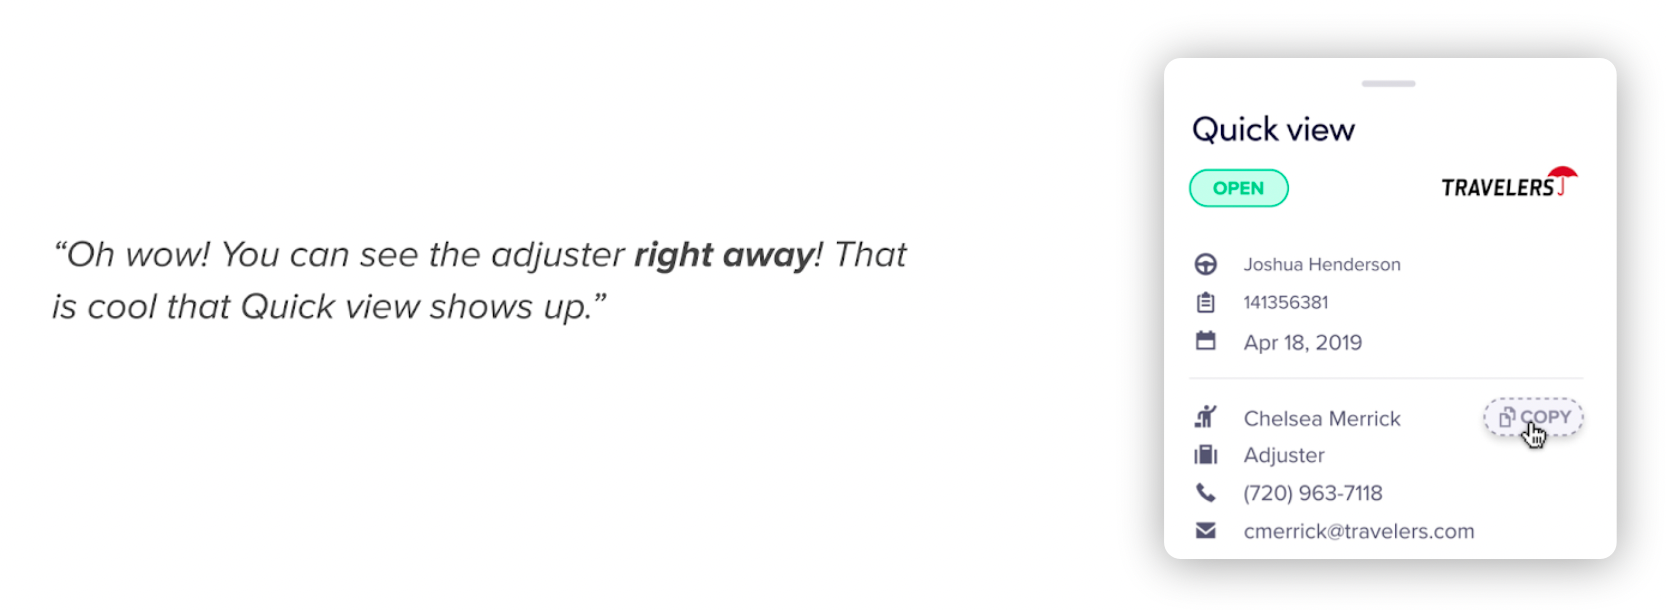 “Oh wow! You can see the adjuster right away! That
is cool that Quick view shows up.”
Quick view
OPEN
TRAVELERS
Joshua Henderson
141356381
Apr 18, 2019
Chelsea Merrick
COPY
Adjuster
(720) 963-7118
cmerrick@travelers.com